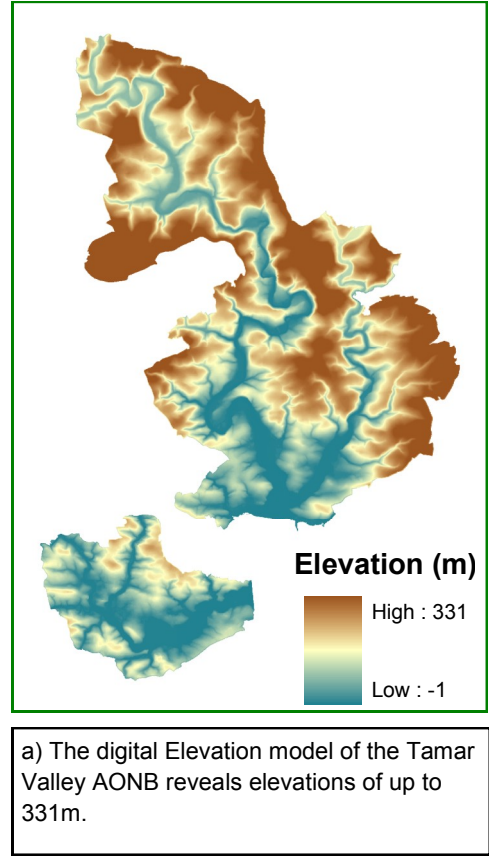 Elevation (m)
High : 331
Low : -1
a) The digital Elevation model of the Tamar
Valley AONB reveals elevations of up to
331m.